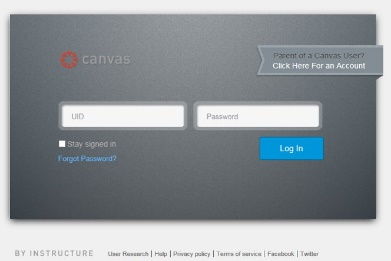 canvas
Parent of a Canvas User?
Click Here For an Account
UID
Password
Stay signed in
Log In
Forgot Password?
BY INSTRUCTURE User Research | Help | Privacy policy | Terms of service | Facebook | Twitter